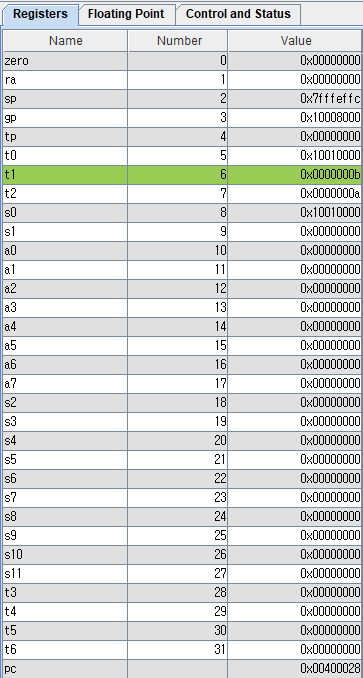 Registers Floating Point Control and Status
Name Number Value
zero 0 0x00000000
ra 1 0x00000000
sp 2 0x7fffeffc
gp 3 0x10008000
tp 4 0x00000000
t0 5 0x10010000
t1 6 0x0000000b
t2 7 0x0000000a
s0 8 0x10010000
s1 9 0x00000000
a0 10 0x00000000
a1 11 0x00000000
a2 12 0x00000000
a3 13 0x00000000
a4 14 0x00000000
a5 15 0x00000000
a6 16 0x00000000
a7 17 0x00000000
s2 18 0x00000000
s3 19 0x00000000
s4 20 0x00000000
s5 21 0x00000000
s6 22 0x00000000
s7 23 0x00000000
s8 24 0x00000000
s9 25 0x00000000
s10 26 0x00000000
s11 27 0x00000000
t3 28 0x00000000
t4 29 0x00000000
t5 30 0x00000000
t6 31 0x00000000
pc 0x00400028